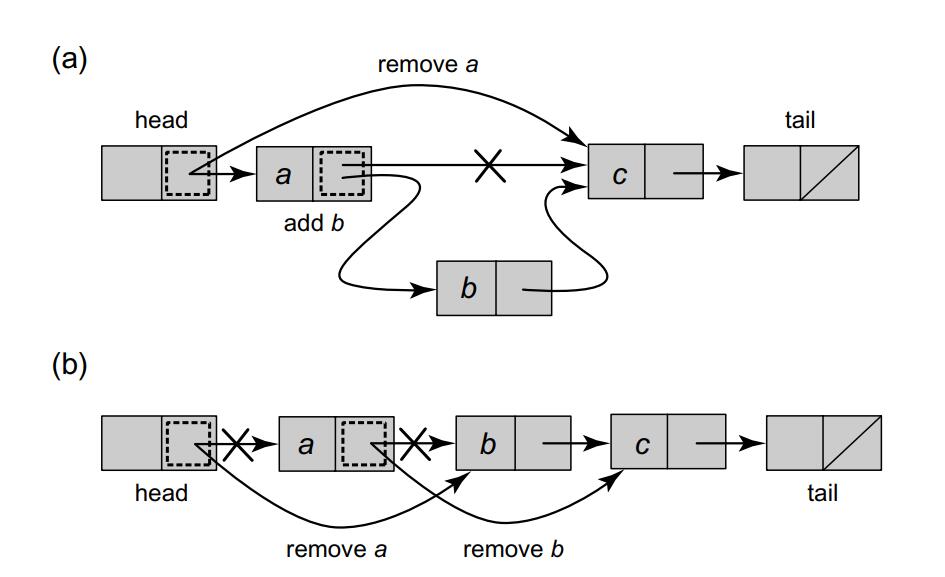 (a)
remove a
head
tail
a
c
add b
b
(b)
a
b
c
head
tail
remove a
remove b